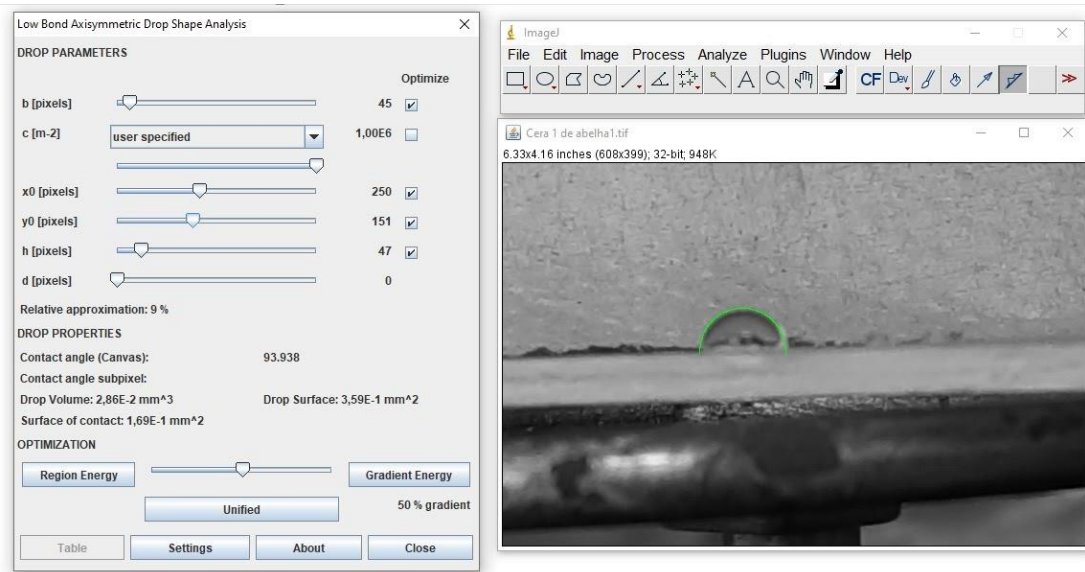 Low Bond Axisymmetric Drop Shape Analysis
DROP PARAMETERS
Optimize
b [pixels] 45
c [m-2] user specified 1,00E6
x0 [pixels] 250
y0 [pixels] 151
h [pixels] 47
d [pixels] 0
Relative approximation: 9 %
DROP PROPERTIES
Contact angle (Canvas): 93.938
Contact angle subpixel:
Drop Volume: 2,86E-2 mm^3 Drop Surface: 3,59E-1 mm^2
Surface of contact: 1,69E-1 mm^2
OPTIMIZATION
Region Energy Gradient Energy
Unified 50 % gradient
Table Settings About Close
ImageJ
File Edit Image Process Analyze Plugins Window Help
A CF Dev
Cera 1 de abelha1.tif
6.33x4.16 inches (608x399); 32-bit; 948K